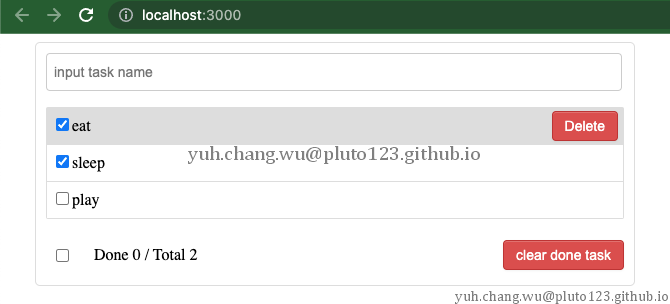 localhost:3000
input task name
eat Delete
sleep
yuh.chang.wu@pluto123.github.io
play
Done 0 / Total 2 clear done task
yuh.chang.wu@pluto123.github.io